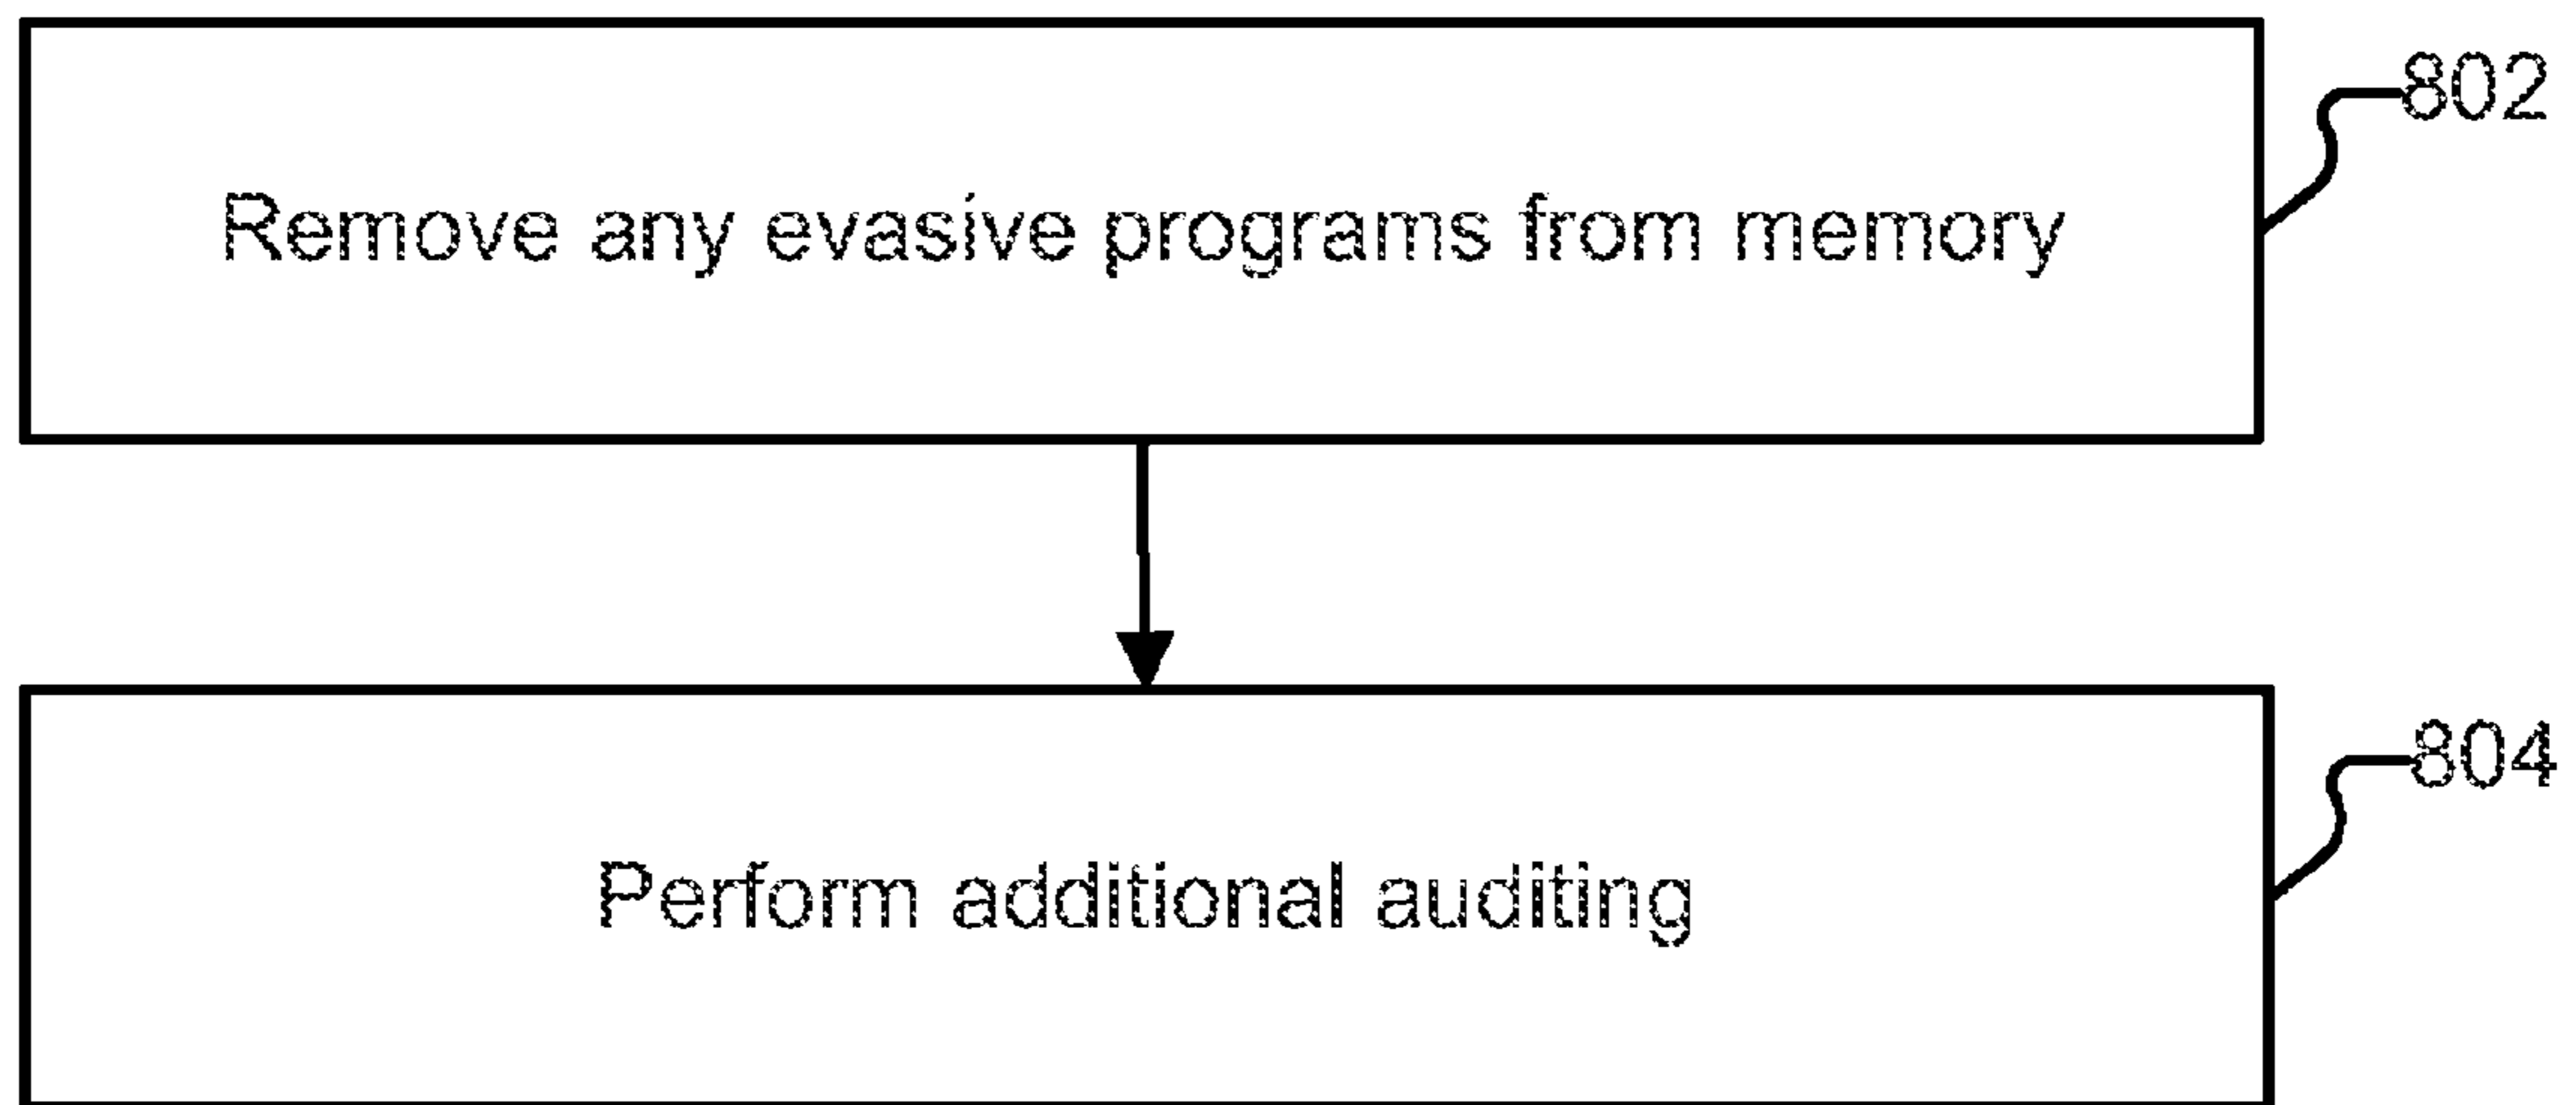 802
Remove any evasive programs from memory
804
Perform additional auditing